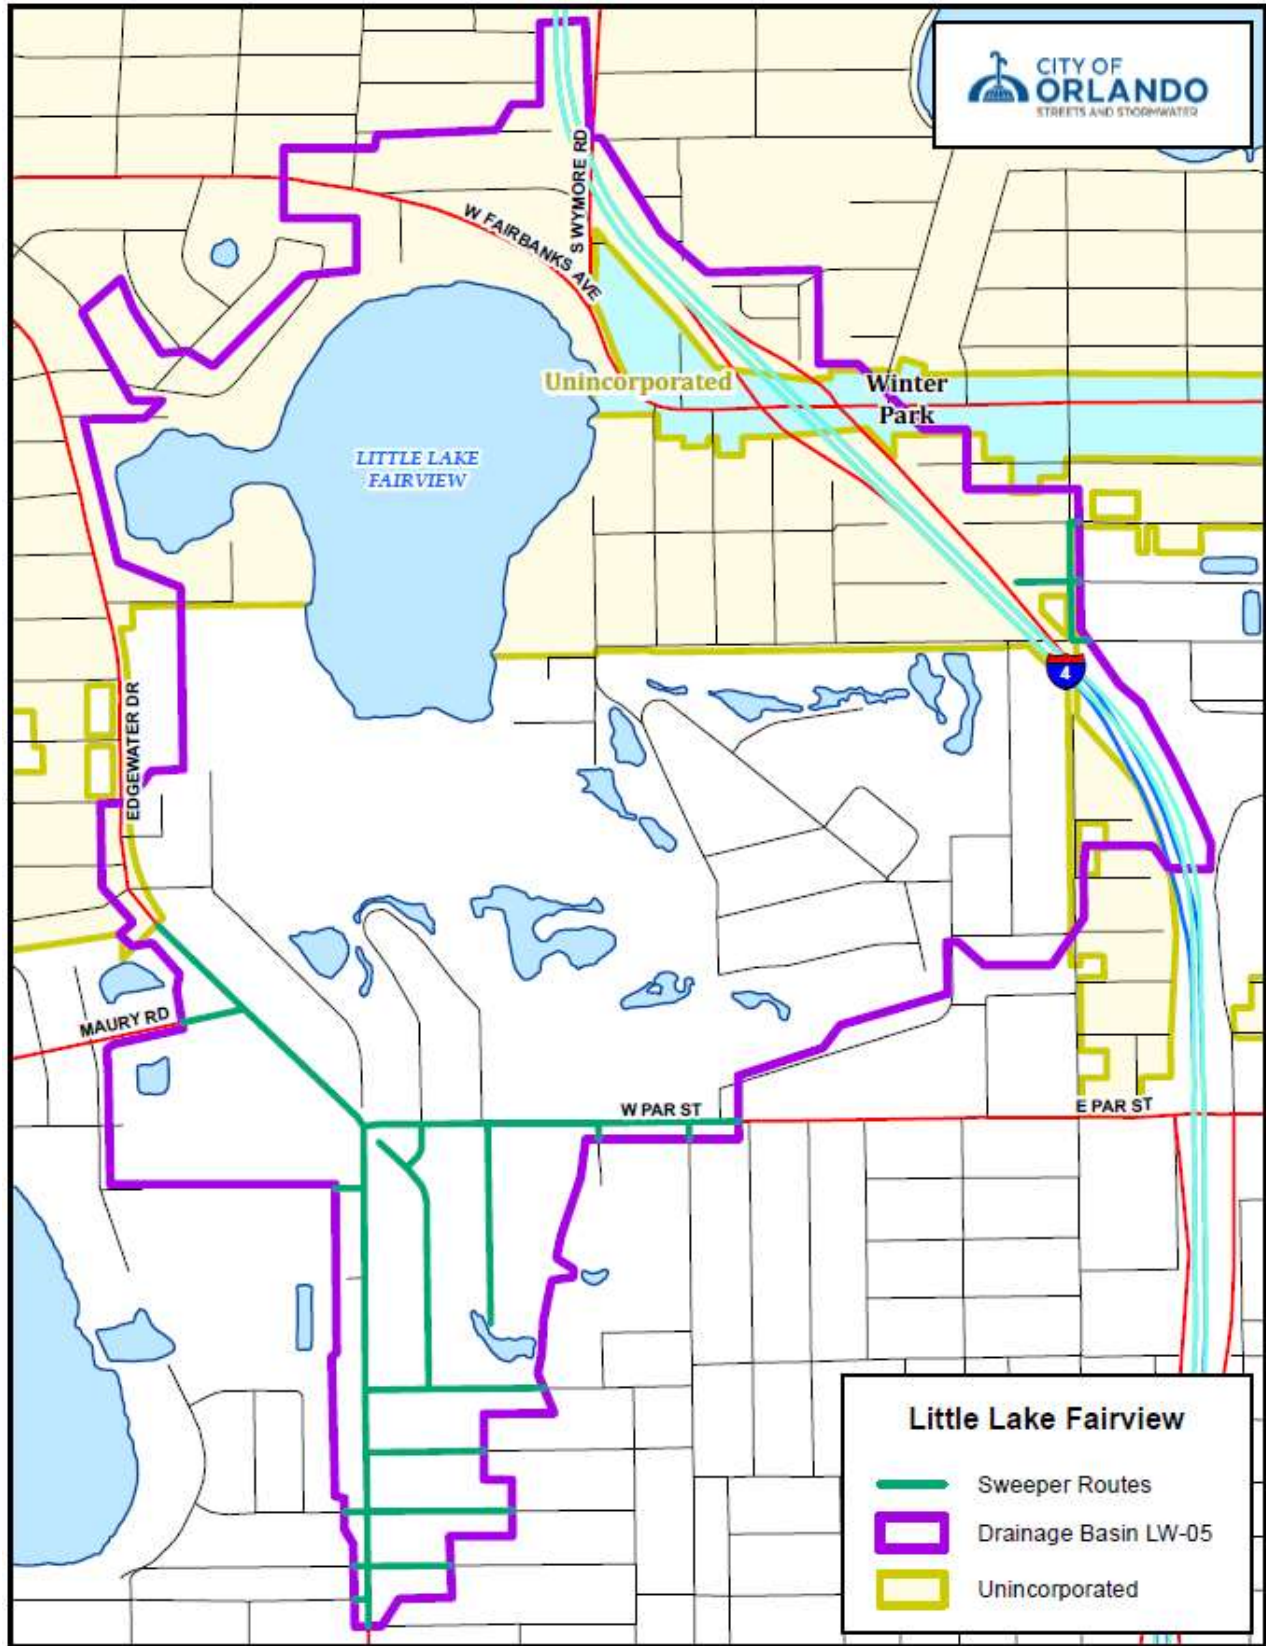 CITY OF
ORLANDO
STREETS AND STORMWATER
S WYMORE RD
W FAIRBANKS AVE
Unincorporated
Winter
Park
LITTLE LAKE
FAIRVIEW
4
EDGEWATER DR
MAURY RD
W PAR ST
E PAR ST
Little Lake Fairview
Sweeper Routes
Drainage Basin LW-05
Unincorporated